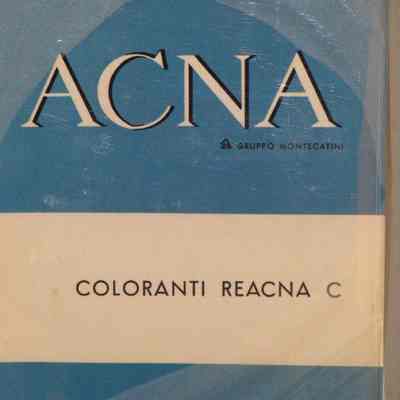 ACNA
GRUPPO MONTECATINI
COLORANTI REACNA C